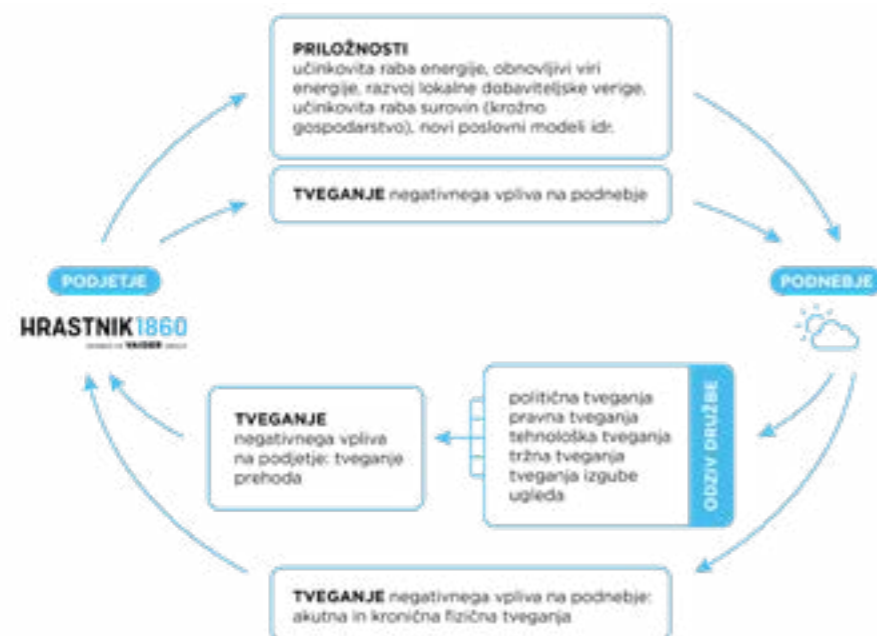 PRILOŽNOSTI
učinkovita raba energije, obnovljivi viri
energije, razvoj lokalne dobaviteljske verige,
učinkovita raba surovin (krožno
gospodarstvo), novi poslovni modeli idr.
TVEGANJE negativnega vpliva na podnebje
PODJETJE
HRASTNIK1860
VAIDER
PODNEBJE
TVEGANJE
negativnega vpliva
na podjetje: tveganje
prehoda
politična tveganja
pravna tveganja
tehnološka tveganja
tržna tveganja
tveganja izgube
ugleda
ODZIV DRUŽBE
TVEGANJE negativnega vpliva na podnebje:
akutna in kronična fizična tveganja